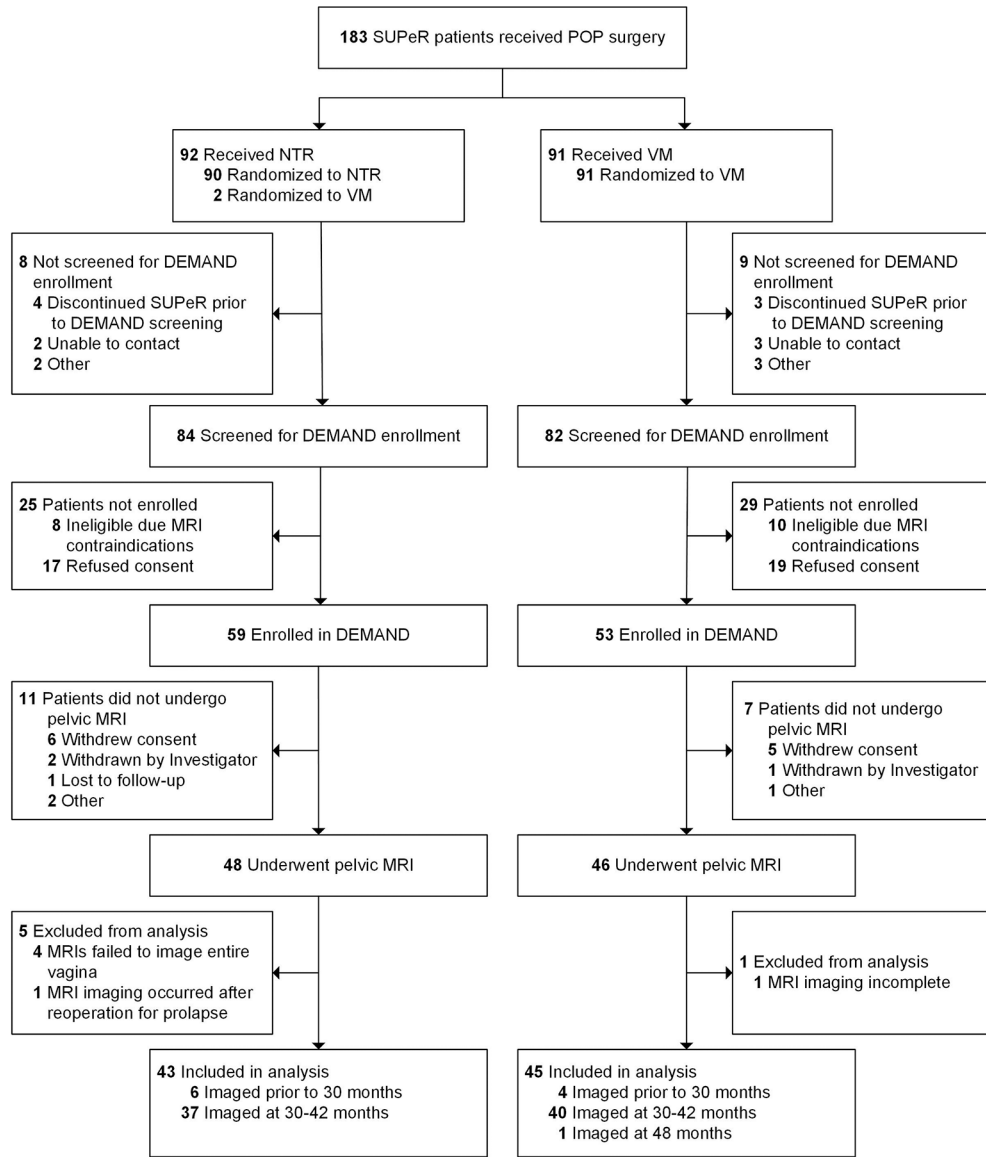 183 SUPeR patients received POP surgery
92 Received NTR
90 Randomized to NTR
2 Randomized to VM
91 Received VM
91 Randomized to VM
8 Not screened for DEMAND
enrollment
4 Discontinued SUPeR prior
to DEMAND screening
2 Unable to contact
2 Other
9 Not screened for DEMAND
enrollment
3 Discontinued SUPeR prior
to DEMAND screening
3 Unable to contact
3 Other
84 Screened for DEMAND enrollment
82 Screened for DEMAND enrollment
25 Patients not enrolled
8 Ineligible due MRI
contraindications
17 Refused consent
29 Patients not enrolled
10 Ineligible due MRI
contraindications
19 Refused consent
59 Enrolled in DEMAND
53 Enrolled in DEMAND
11 Patients did not undergo
pelvic MRI
6 Withdrew consent
2 Withdrawn by Investigator
1 Lost to follow-up
2 Other
7 Patients did not undergo
pelvic MRI
5 Withdrew consent
1 Withdrawn by Investigator
1 Other
48 Underwent pelvic MRI
46 Underwent pelvic MRI
5 Excluded from analysis
4 MRIs failed to image entire
vagina
1 MRI imaging occurred after
reoperation for prolapse
1 Excluded from analysis
1 MRI imaging incomplete
43 Included in analysis
6 Imaged prior to 30 months
37 Imaged at 30-42 months
45 Included in analysis
4 Imaged prior to 30 months
40 Imaged at 30-42 months
1 Imaged at 48 months